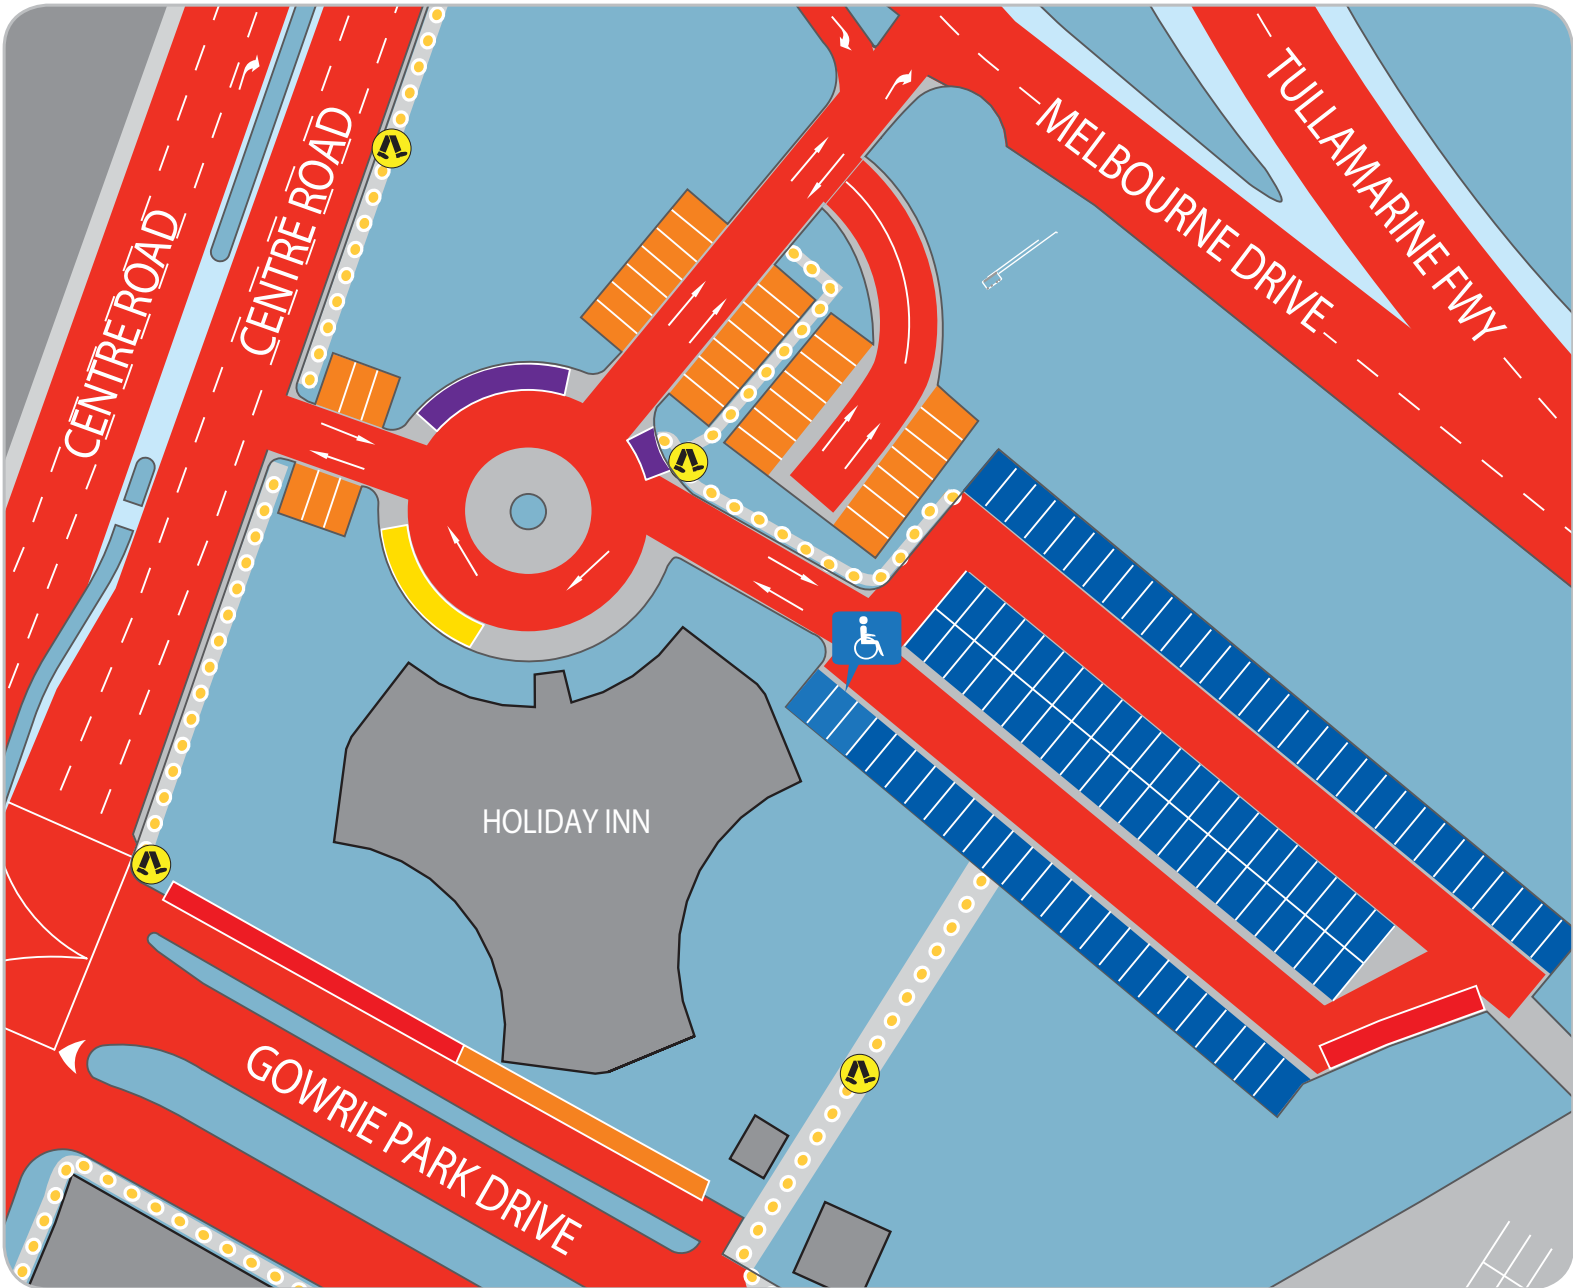 CENTRE ROAD
CENTRE ROAD
MELBOURNE DRIVE
TULLAMARINE FWY
HOLIDAY INN
GOWRIE PARK DRIVE